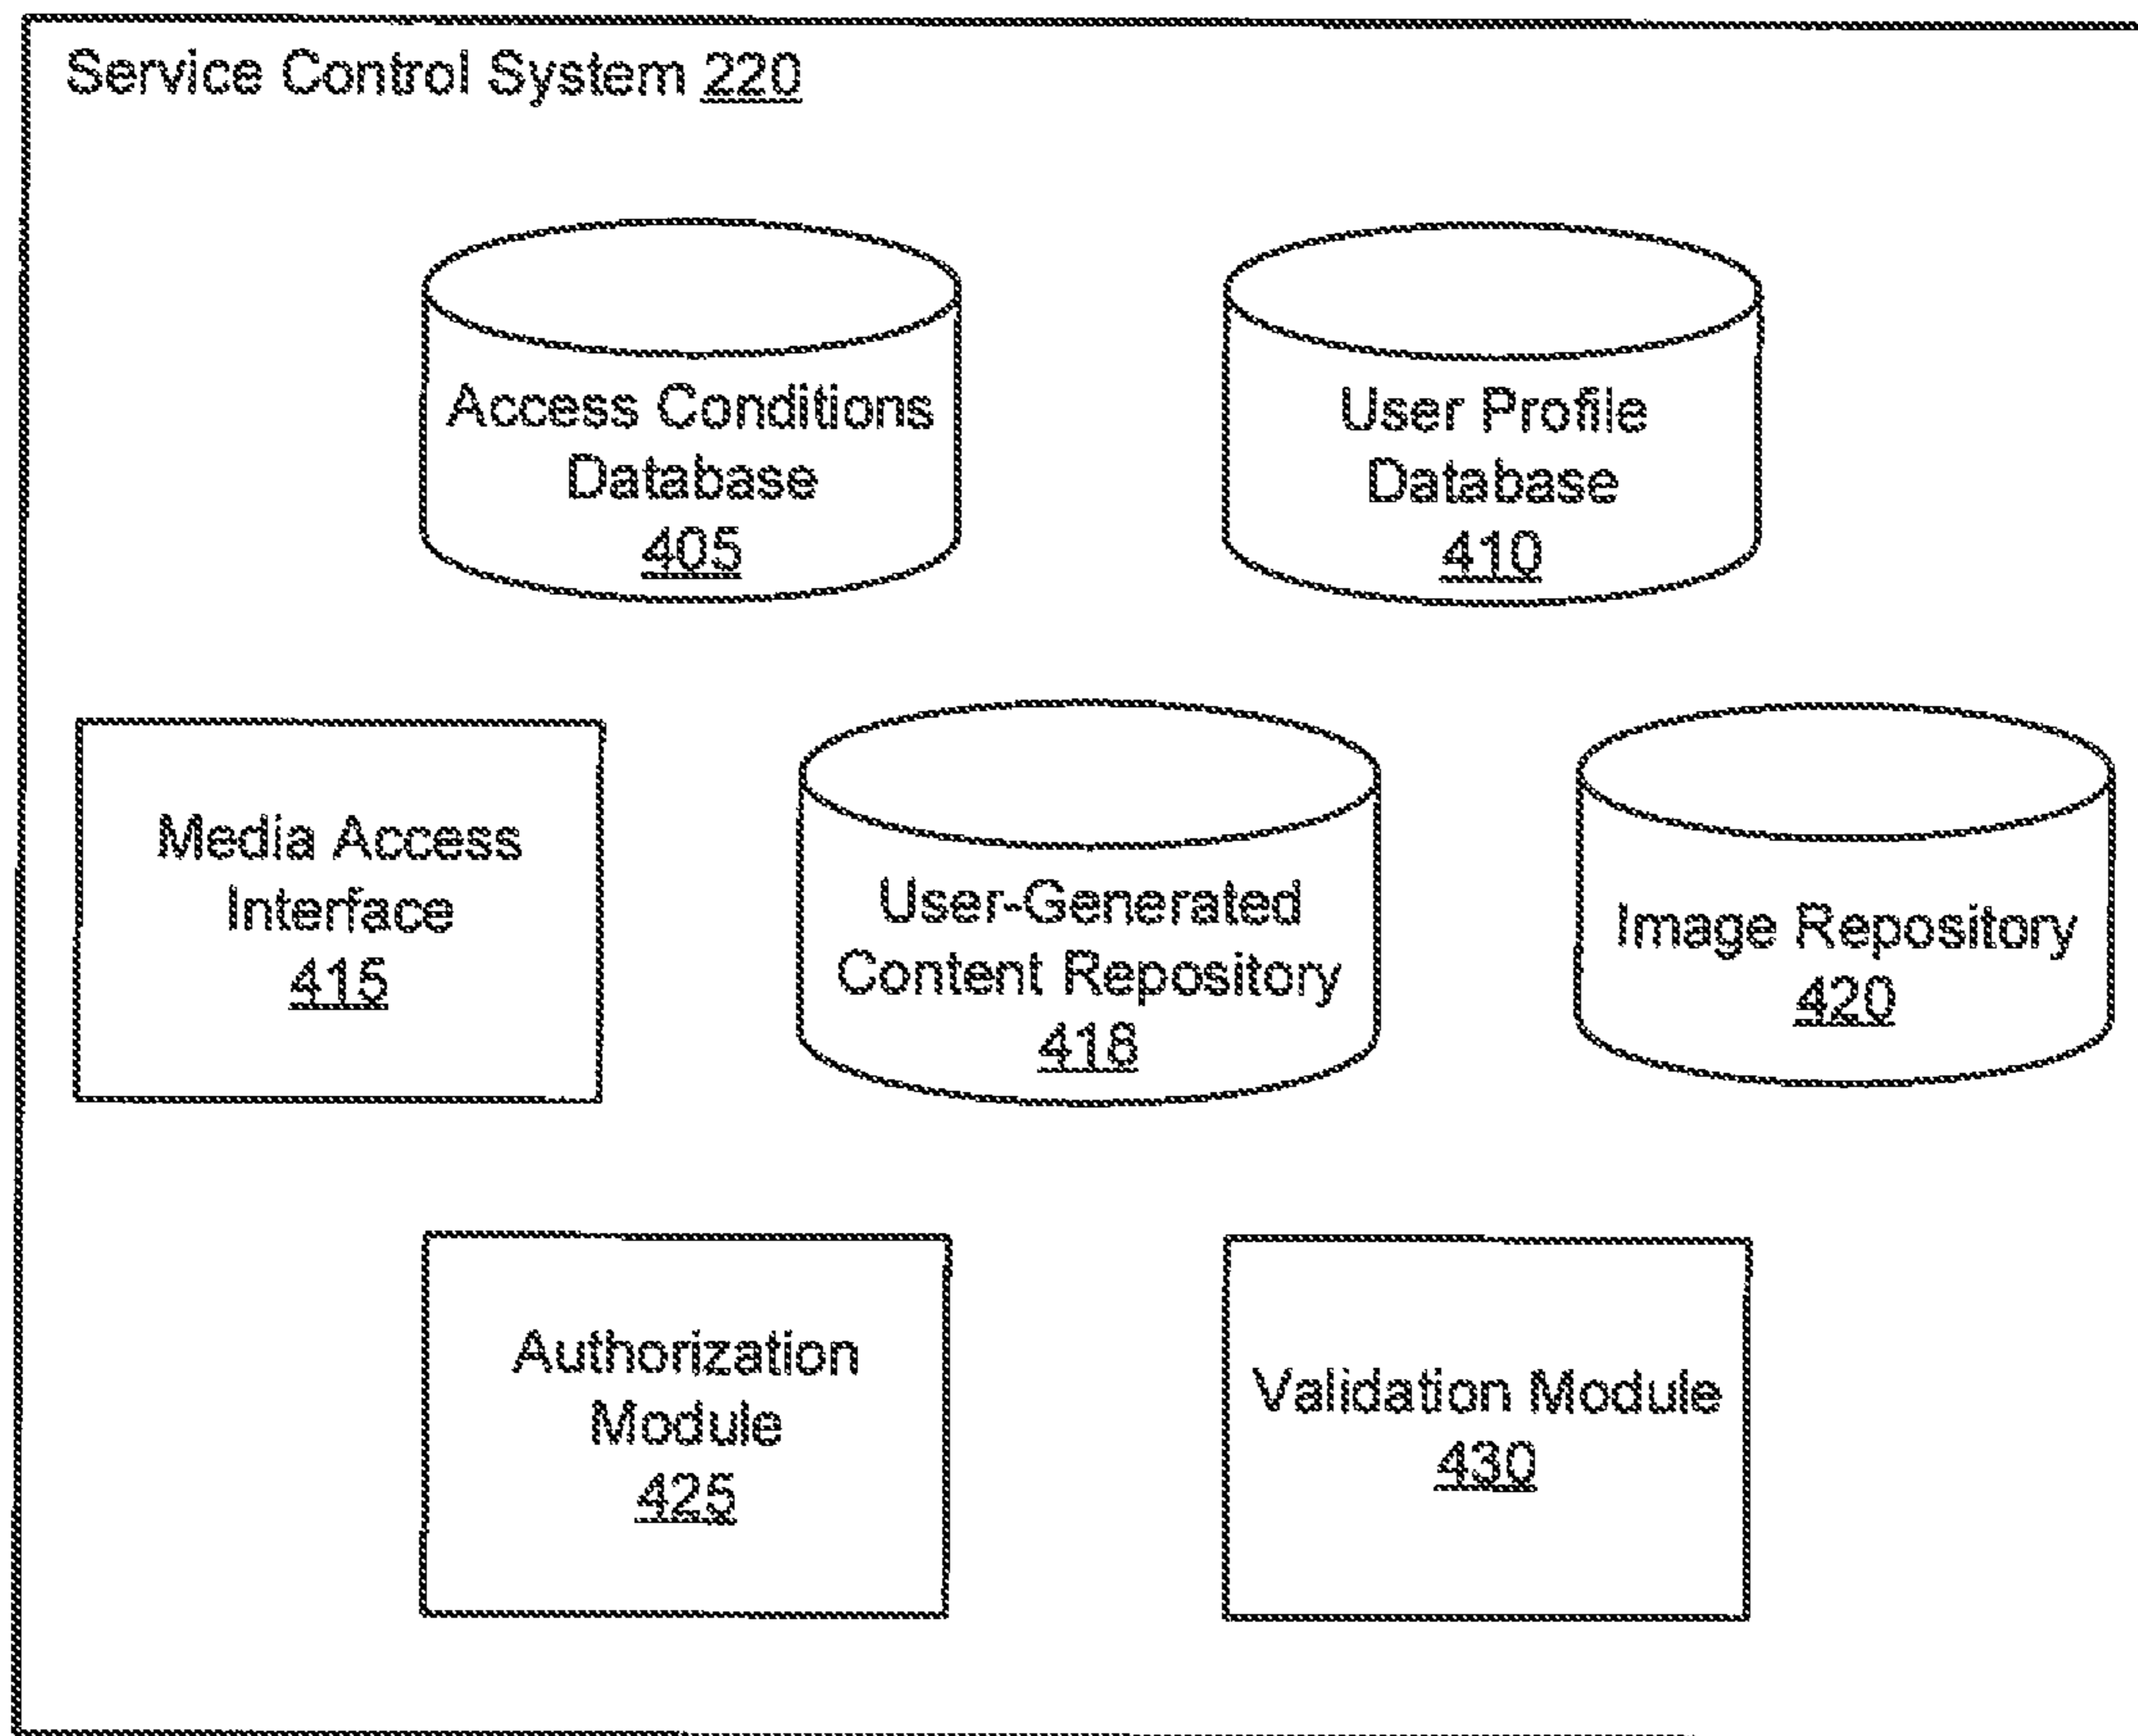 Service Control System 220
Access Conditions
Database
405
User Profile
Database
410
Media Access
Interface
415
User-Generated
Content Repository
418
Image Repository
420
Authorization
Module
425
Validation Module
430